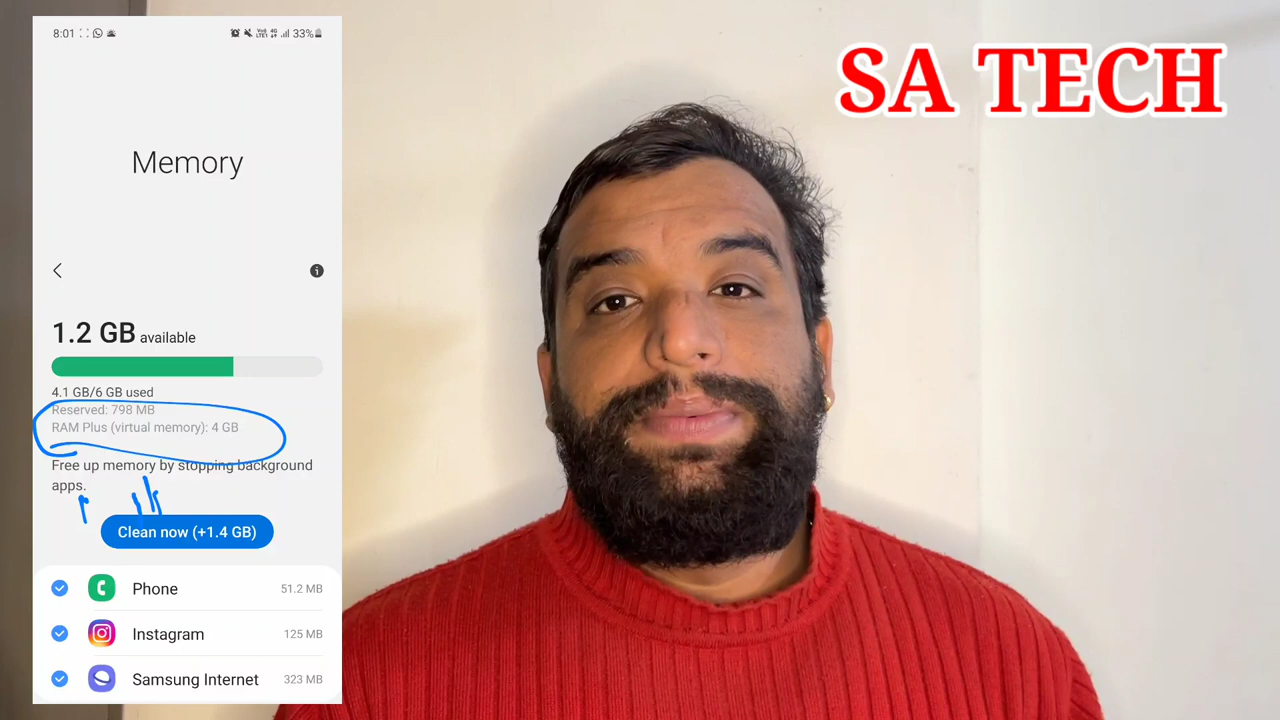 8:01
33%
SA TECH
Memory
1.2 GB available
4.1 GB/6 GB used
Reserved: 798 MB
RAM Plus (virtual memory): 4 GB
Free up memory by stopping background
apps.
Clean now (+1.4 GB)
Phone 51.2 MB
Instagram 125 MB
Samsung Internet 323 MB